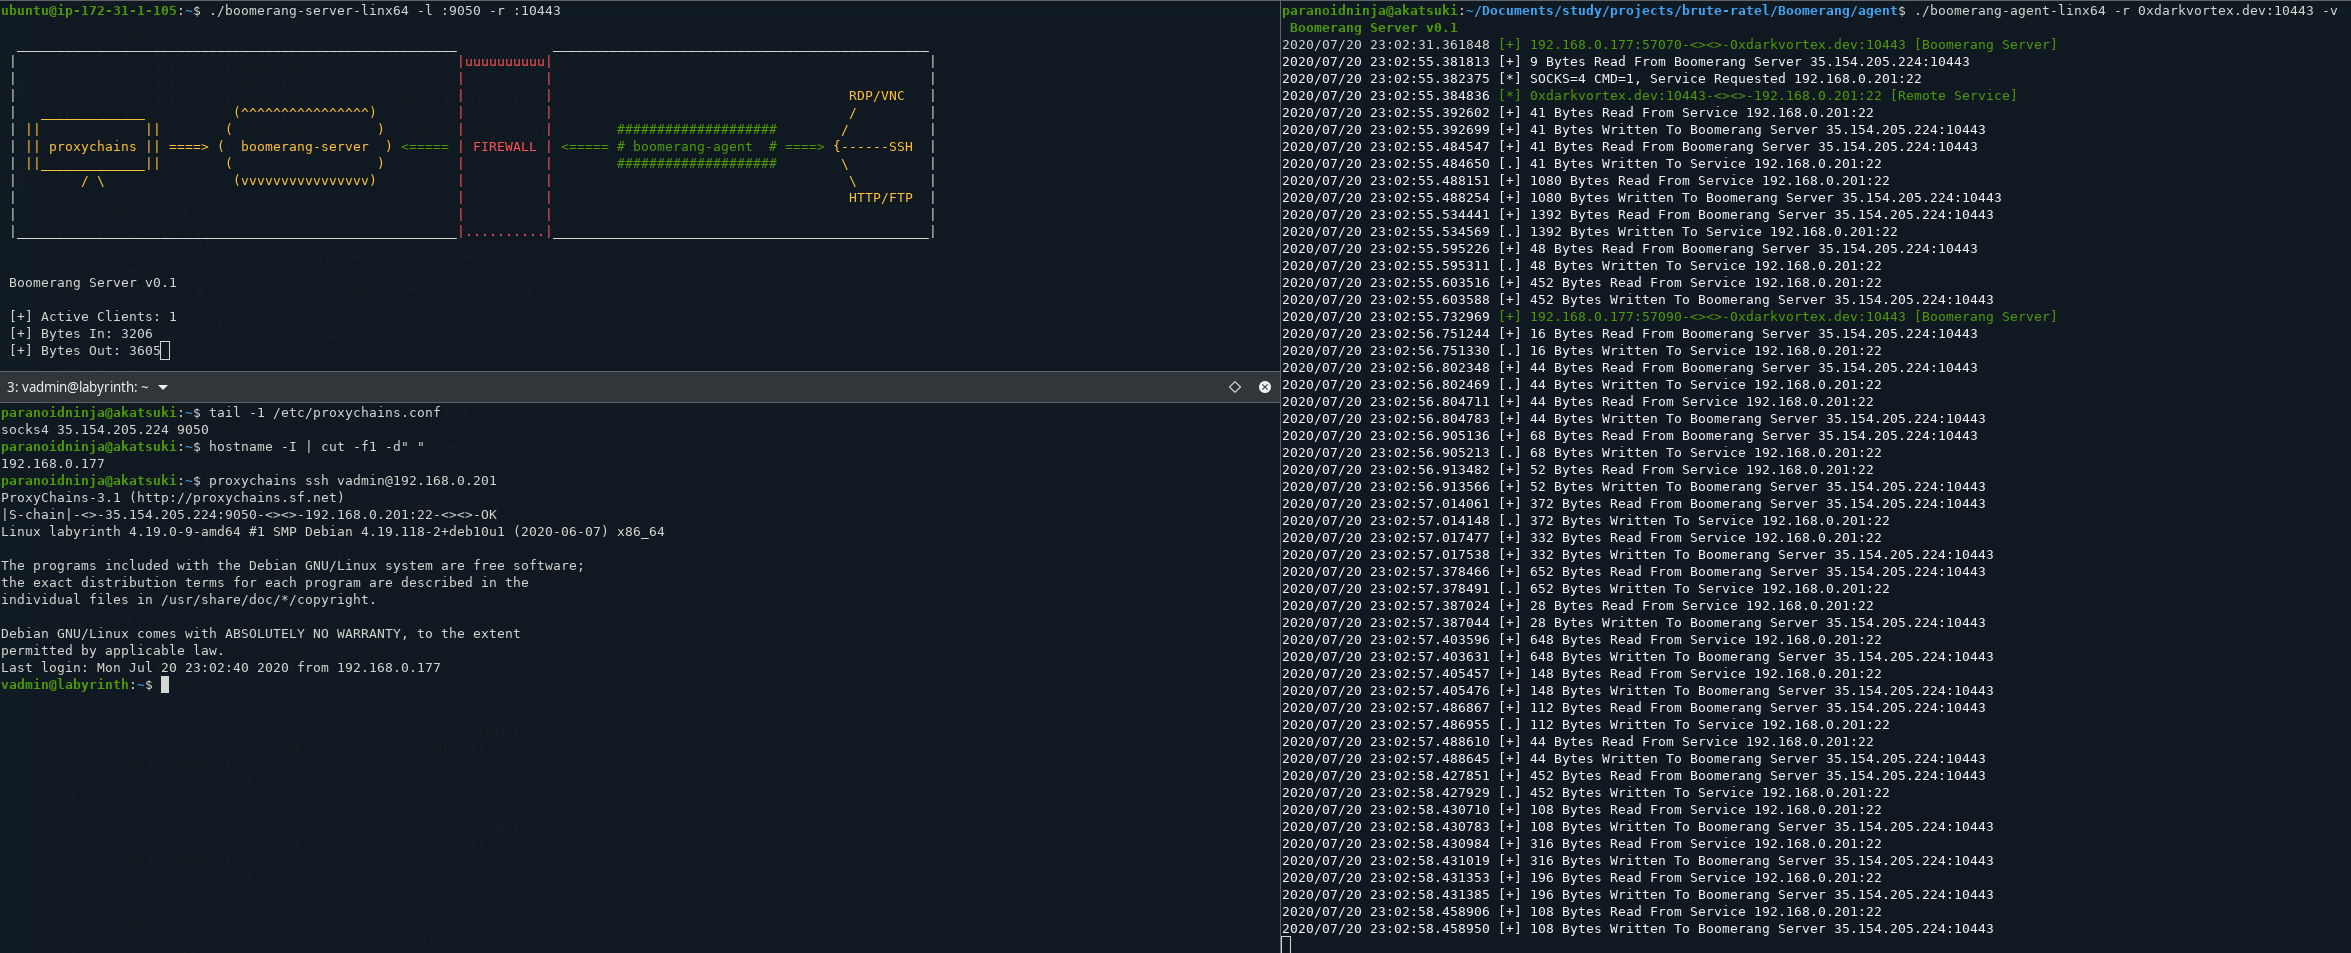 ubuntu@ip-172-31-1-105:~$ ./boomerang-server-linx64 -l :9050 -r :10443
|uuuuuuuuuu|
RDP/VNC
(^^^^^^^^^^^^^^^^)
/
|| || ( ) #################### /
|| proxychains || ====> ( boomerang-server ) <===== | FIREWALL | <===== # boomerang-agent # ====> {------SSH
||_____________|| ( ) #################### \
/ \ (vvvvvvvvvvvvvvvv) \
HTTP/FTP
|..........|
Boomerang Server v0.1
[+] Active Clients: 1
[+] Bytes In: 3206
[+] Bytes Out: 3605
3: vadmin@labyrinth: ~
paranoidninja@akatsuki:~$ tail -1 /etc/proxychains.conf
socks4 35.154.205.224 9050
paranoidninja@akatsuki:~$ hostname -I | cut -f1 -d" "
192.168.0.177
paranoidninja@akatsuki:~$ proxychains ssh vadmin@192.168.0.201
ProxyChains-3.1 (http://proxychains.sf.net)
|S-chain|-<>-35.154.205.224:9050-<><>-192.168.0.201:22-<><>-OK
Linux labyrinth 4.19.0-9-amd64 #1 SMP Debian 4.19.118-2+deb10u1 (2020-06-07) x86_64
The programs included with the Debian GNU/Linux system are free software;
the exact distribution terms for each program are described in the
individual files in /usr/share/doc/*/copyright.
Debian GNU/Linux comes with ABSOLUTELY NO WARRANTY, to the extent
permitted by applicable law.
Last login: Mon Jul 20 23:02:40 2020 from 192.168.0.177
vadmin@labyrinth:~$
paranoidninja@akatsuki:~/Documents/study/projects/brute-ratel/Boomerang/agent$ ./boomerang-agent-linx64 -r 0xdarkvortex.dev:10443 -v
Boomerang Server v0.1
2020/07/20 23:02:31.361848 [+] 192.168.0.177:57070-<><>-0xdarkvortex.dev:10443 [Boomerang Server]
2020/07/20 23:02:55.381813 [+] 9 Bytes Read From Boomerang Server 35.154.205.224:10443
2020/07/20 23:02:55.382375 [*] SOCKS=4 CMD=1, Service Requested 192.168.0.201:22
2020/07/20 23:02:55.384836 [*] 0xdarkvortex.dev:10443-<><>-192.168.0.201:22 [Remote Service]
2020/07/20 23:02:55.392602 [+] 41 Bytes Read From Service 192.168.0.201:22
2020/07/20 23:02:55.392699 [+] 41 Bytes Written To Boomerang Server 35.154.205.224:10443
2020/07/20 23:02:55.484547 [+] 41 Bytes Read From Boomerang Server 35.154.205.224:10443
2020/07/20 23:02:55.484650 [.] 41 Bytes Written To Service 192.168.0.201:22
2020/07/20 23:02:55.488151 [+] 1080 Bytes Read From Service 192.168.0.201:22
2020/07/20 23:02:55.488254 [+] 1080 Bytes Written To Boomerang Server 35.154.205.224:10443
2020/07/20 23:02:55.534441 [+] 1392 Bytes Read From Boomerang Server 35.154.205.224:10443
2020/07/20 23:02:55.534569 [.] 1392 Bytes Written To Service 192.168.0.201:22
2020/07/20 23:02:55.595226 [+] 48 Bytes Read From Boomerang Server 35.154.205.224:10443
2020/07/20 23:02:55.595311 [.] 48 Bytes Written To Service 192.168.0.201:22
2020/07/20 23:02:55.603516 [+] 452 Bytes Read From Service 192.168.0.201:22
2020/07/20 23:02:55.603588 [+] 452 Bytes Written To Boomerang Server 35.154.205.224:10443
2020/07/20 23:02:55.732969 [+] 192.168.0.177:57090-<><>-0xdarkvortex.dev:10443 [Boomerang Server]
2020/07/20 23:02:56.751244 [+] 16 Bytes Read From Boomerang Server 35.154.205.224:10443
2020/07/20 23:02:56.751330 [.] 16 Bytes Written To Service 192.168.0.201:22
2020/07/20 23:02:56.802348 [+] 44 Bytes Read From Boomerang Server 35.154.205.224:10443
2020/07/20 23:02:56.802469 [.] 44 Bytes Written To Service 192.168.0.201:22
2020/07/20 23:02:56.804711 [+] 44 Bytes Read From Service 192.168.0.201:22
2020/07/20 23:02:56.804783 [+] 44 Bytes Written To Boomerang Server 35.154.205.224:10443
2020/07/20 23:02:56.905136 [+] 68 Bytes Read From Boomerang Server 35.154.205.224:10443
2020/07/20 23:02:56.905213 [.] 68 Bytes Written To Service 192.168.0.201:22
2020/07/20 23:02:56.913482 [+] 52 Bytes Read From Service 192.168.0.201:22
2020/07/20 23:02:56.913566 [+] 52 Bytes Written To Boomerang Server 35.154.205.224:10443
2020/07/20 23:02:57.014061 [+] 372 Bytes Read From Boomerang Server 35.154.205.224:10443
2020/07/20 23:02:57.014148 [.] 372 Bytes Written To Service 192.168.0.201:22
2020/07/20 23:02:57.017477 [+] 332 Bytes Read From Service 192.168.0.201:22
2020/07/20 23:02:57.017538 [+] 332 Bytes Written To Boomerang Server 35.154.205.224:10443
2020/07/20 23:02:57.378466 [+] 652 Bytes Read From Boomerang Server 35.154.205.224:10443
2020/07/20 23:02:57.378491 [.] 652 Bytes Written To Service 192.168.0.201:22
2020/07/20 23:02:57.387024 [+] 28 Bytes Read From Service 192.168.0.201:22
2020/07/20 23:02:57.387044 [+] 28 Bytes Written To Boomerang Server 35.154.205.224:10443
2020/07/20 23:02:57.403596 [+] 648 Bytes Read From Service 192.168.0.201:22
2020/07/20 23:02:57.403631 [+] 648 Bytes Written To Boomerang Server 35.154.205.224:10443
2020/07/20 23:02:57.405457 [+] 148 Bytes Read From Service 192.168.0.201:22
2020/07/20 23:02:57.405476 [+] 148 Bytes Written To Boomerang Server 35.154.205.224:10443
2020/07/20 23:02:57.486867 [+] 112 Bytes Read From Boomerang Server 35.154.205.224:10443
2020/07/20 23:02:57.486955 [.] 112 Bytes Written To Service 192.168.0.201:22
2020/07/20 23:02:57.488610 [+] 44 Bytes Read From Service 192.168.0.201:22
2020/07/20 23:02:57.488645 [+] 44 Bytes Written To Boomerang Server 35.154.205.224:10443
2020/07/20 23:02:58.427851 [+] 452 Bytes Read From Boomerang Server 35.154.205.224:10443
2020/07/20 23:02:58.427929 [.] 452 Bytes Written To Service 192.168.0.201:22
2020/07/20 23:02:58.430710 [+] 108 Bytes Read From Service 192.168.0.201:22
2020/07/20 23:02:58.430783 [+] 108 Bytes Written To Boomerang Server 35.154.205.224:10443
2020/07/20 23:02:58.430984 [+] 316 Bytes Read From Service 192.168.0.201:22
2020/07/20 23:02:58.431019 [+] 316 Bytes Written To Boomerang Server 35.154.205.224:10443
2020/07/20 23:02:58.431353 [+] 196 Bytes Read From Service 192.168.0.201:22
2020/07/20 23:02:58.431385 [+] 196 Bytes Written To Boomerang Server 35.154.205.224:10443
2020/07/20 23:02:58.458906 [+] 108 Bytes Read From Service 192.168.0.201:22
2020/07/20 23:02:58.458950 [+] 108 Bytes Written To Boomerang Server 35.154.205.224:10443